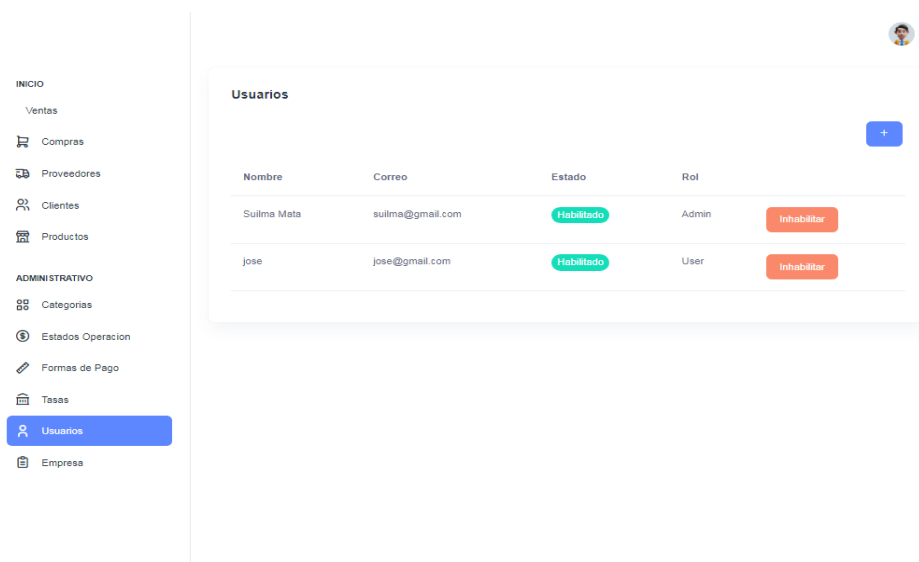 INICIO
Ventas
Compras
Proveedores
Clientes
Productos
ADMINISTRATIVO
Categorias
Estados Operacion
Formas de Pago
Tasas
Usuarios
Empresa
Usuarios
+
Nombre Correo Estado Rol
Suilma Mata suilma@gmail.com Habilitado Admin Inhabilitar
jose jose@gmail.com Habilitado User Inhabilitar